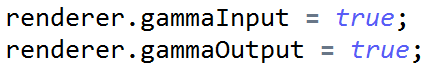 renderer.gammaInput = true;
renderer.gammaOutput = true;